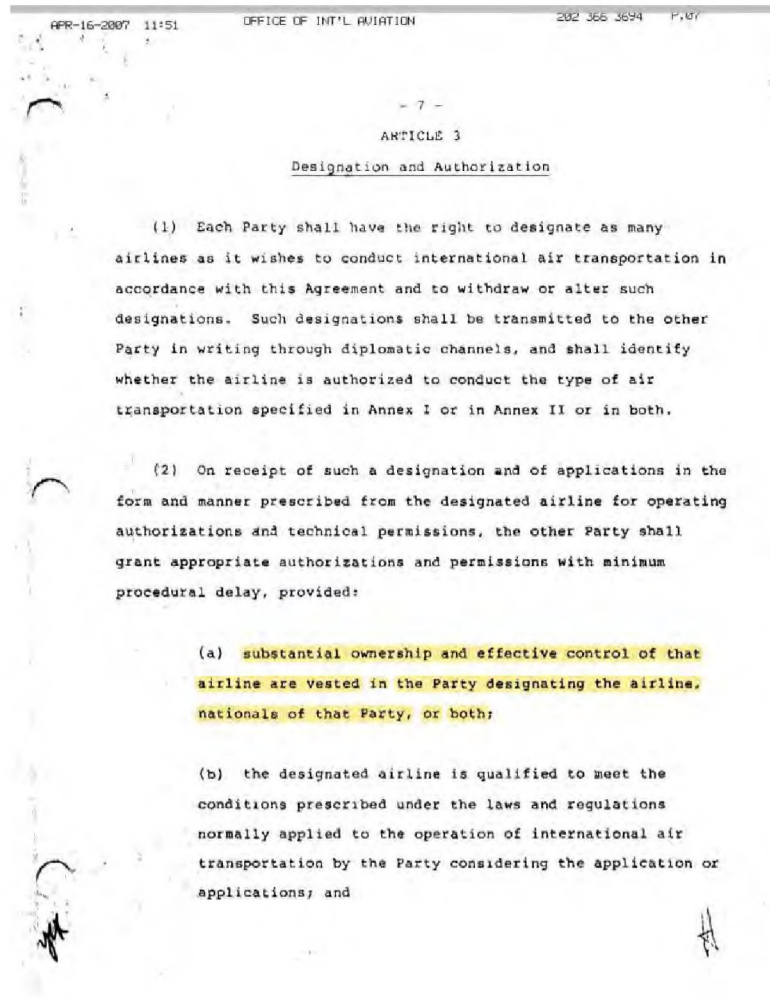 APR-16-2007 11:51 OFFICE OF INT'L AVIATION 202 366 3694 P.07
- 7 -
ARTICLE 3
Designation and Authorization
(1) Each Party shall have the right to designate as many
airlines as it wishes to conduct international air transportation in
accordance with this Agreement and to withdraw or alter such
designations. Such designations shall be transmitted to the other
Party in writing through diplomatic channels, and shall identify
whether the airline is authorized to conduct the type of air
transportation specified in Annex I or in Annex II or in both.
(2) On receipt of such a designation and of applications in the
form and manner prescribed from the designated airline for operating
authorizations and technical permissions, the other Party shall
grant appropriate authorizations and permissions with minimum
procedural delay, provided:
(a) substantial ownership and effective control of that
airline are vested in the Party designating the airline,
nationals of that Party, or both;
(b) the designated airline is qualified to meet the
conditions prescribed under the laws and regulations
normally applied to the operation of international air
transportation by the Party considering the application or
applications; and